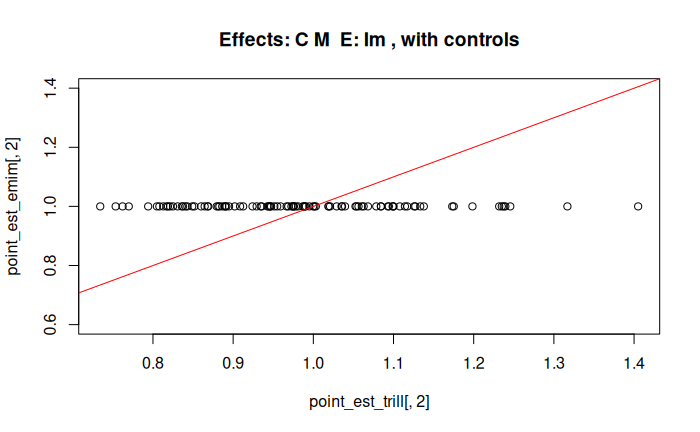 Effects: C M  E: Im , with controls
point_est_emim[, 2]
1.4
1.2
1.0
0.8
0.6
0.8 0.9 1.0 1.1 1.2 1.3 1.4
point_est_trill[, 2]